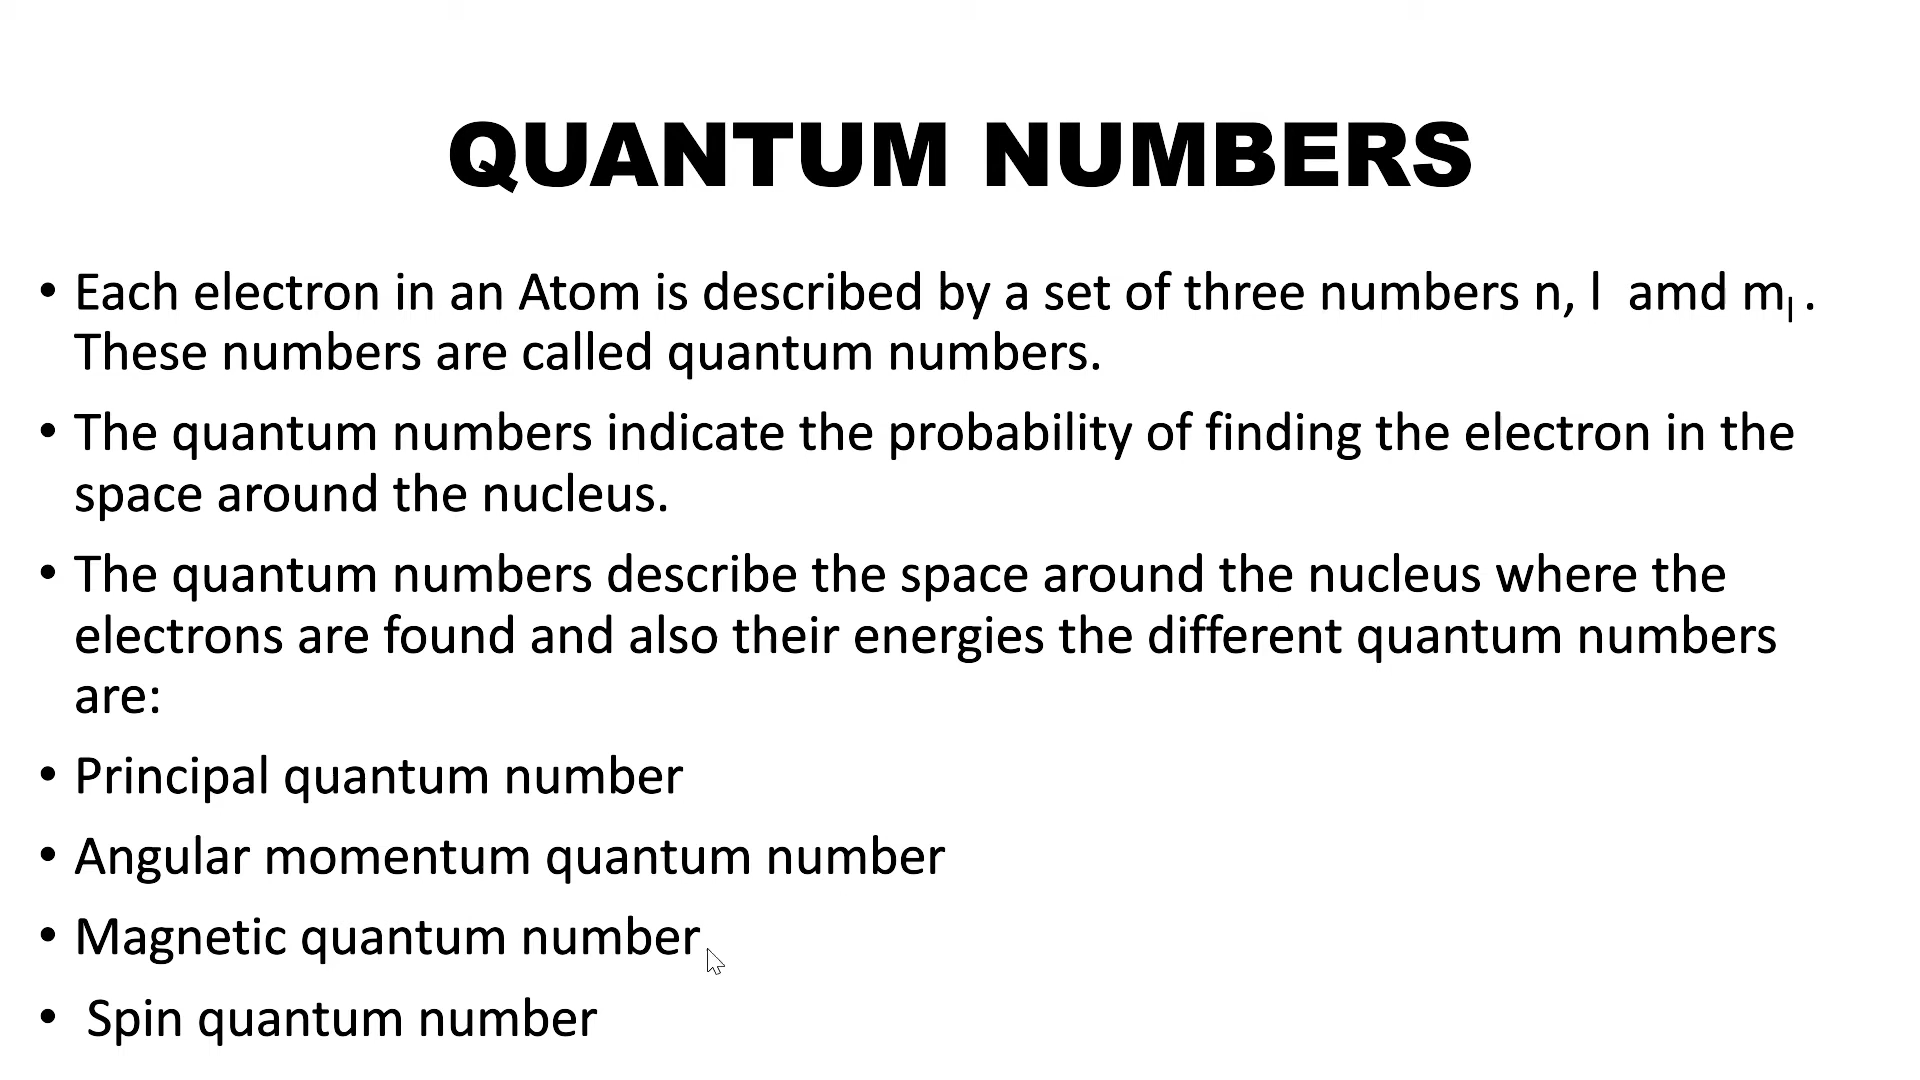 QUANTUM NUMBERS
• Each electron in an Atom is described by a set of three numbers n, l  amd mₗ .
These numbers are called quantum numbers.
• The quantum numbers indicate the probability of finding the electron in the
space around the nucleus.
• The quantum numbers describe the space around the nucleus where the
electrons are found and also their energies the different quantum numbers
are:
• Principal quantum number
• Angular momentum quantum number
• Magnetic quantum number
• Spin quantum number